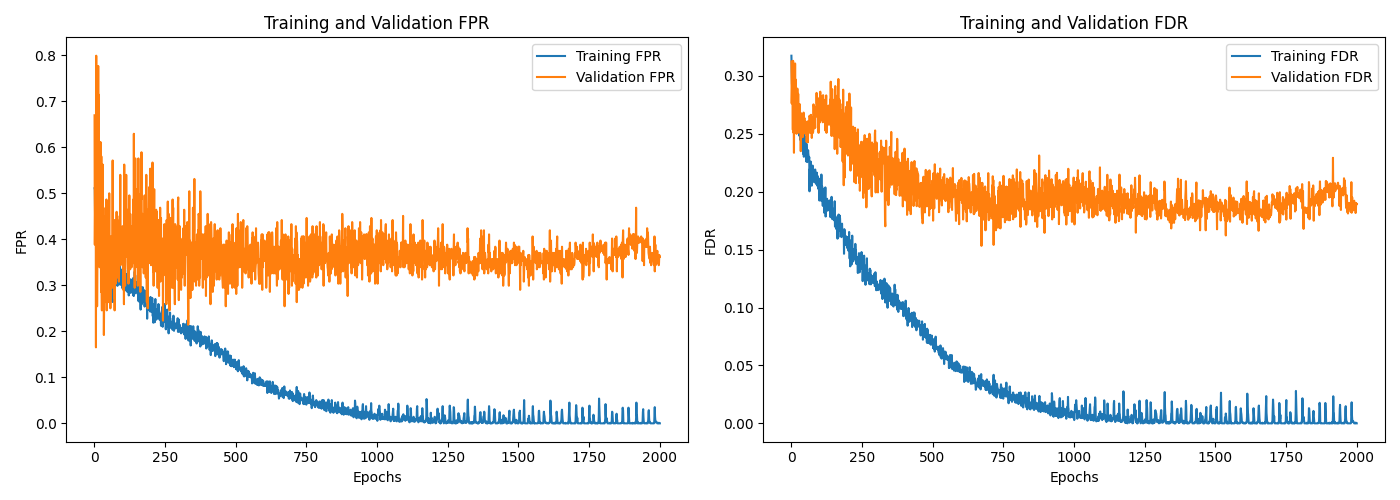 Training and Validation FPR
Training FPR
Validation FPR
0.8
0.7
0.6
0.5
0.4
0.3
0.2
0.1
0.0
FPR
0 250 500 750 1000 1250 1500 1750 2000
Epochs
Training and Validation FDR
Training FDR
Validation FDR
0.30
0.25
0.20
0.15
0.10
0.05
0.00
FDR
0 250 500 750 1000 1250 1500 1750 2000
Epochs